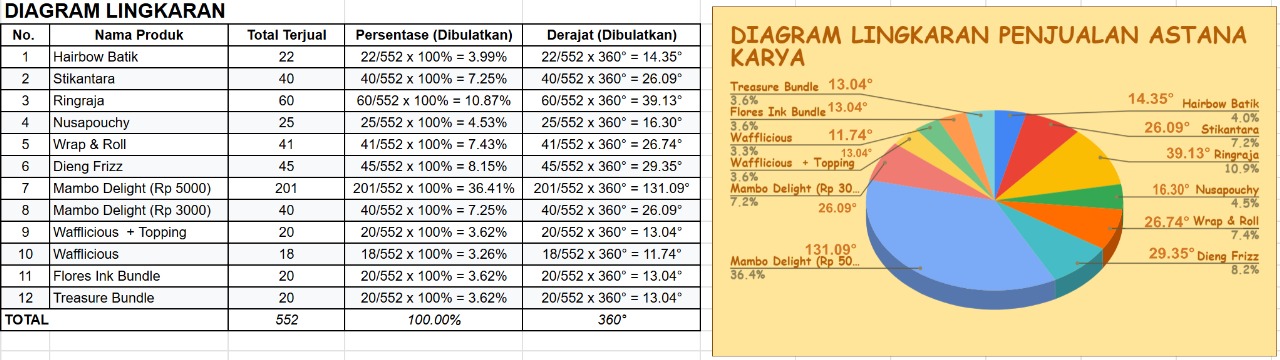 DIAGRAM LINGKARAN
No. Nama Produk Total Terjual Persentase (Dibulatkan) Derajat (Dibulatkan)
1 Hairbow Batik 22 22/552 x 100% = 3.99% 22/552 x 360° = 14.35°
2 Stikantara 40 40/552 x 100% = 7.25% 40/552 x 360° = 26.09°
3 Ringraja 60 60/552 x 100% = 10.87% 60/552 x 360° = 39.13°
4 Nusapouchy 25 25/552 x 100% = 4.53% 25/552 x 360° = 16.30°
5 Wrap & Roll 41 41/552 x 100% = 7.43% 41/552 x 360° = 26.74°
6 Dieng Frizz 45 45/552 x 100% = 8.15% 45/552 x 360° = 29.35°
7 Mambo Delight (Rp 5000) 201 201/552 x 100% = 36.41% 201/552 x 360° = 131.09°
8 Mambo Delight (Rp 3000) 40 40/552 x 100% = 7.25% 40/552 x 360° = 26.09°
9 Wafflicious + Topping 20 20/552 x 100% = 3.62% 20/552 x 360° = 13.04°
10 Wafflicious 18 18/552 x 100% = 3.26% 18/552 x 360° = 11.74°
11 Flores Ink Bundle 20 20/552 x 100% = 3.62% 20/552 x 360° = 13.04°
12 Treasure Bundle 20 20/552 x 100% = 3.62% 20/552 x 360° = 13.04°
TOTAL 552 100.00% 360°
DIAGRAM LINGKARAN PENJUALAN ASTANA
KARYA
Treasure Bundle 13.04°
3.6%
Flores Ink Bundle 13.04°
3.6%
Wafflicious 11.74°
3.3%
13.04°
Wafflicious + Topping
3.6%
Mambo Delight (Rp 30...
7.2%
26.09°
131.09°
Mambo Delight (Rp 50...
36.4%
14.35° Hairbow Batik
4.0%
26.09° Stikantara
7.2%
39.13° Ringraja
10.9%
16.30° Nusapouchy
4.5%
26.74° Wrap & Roll
7.4%
29.35° Dieng Frizz
8.2%